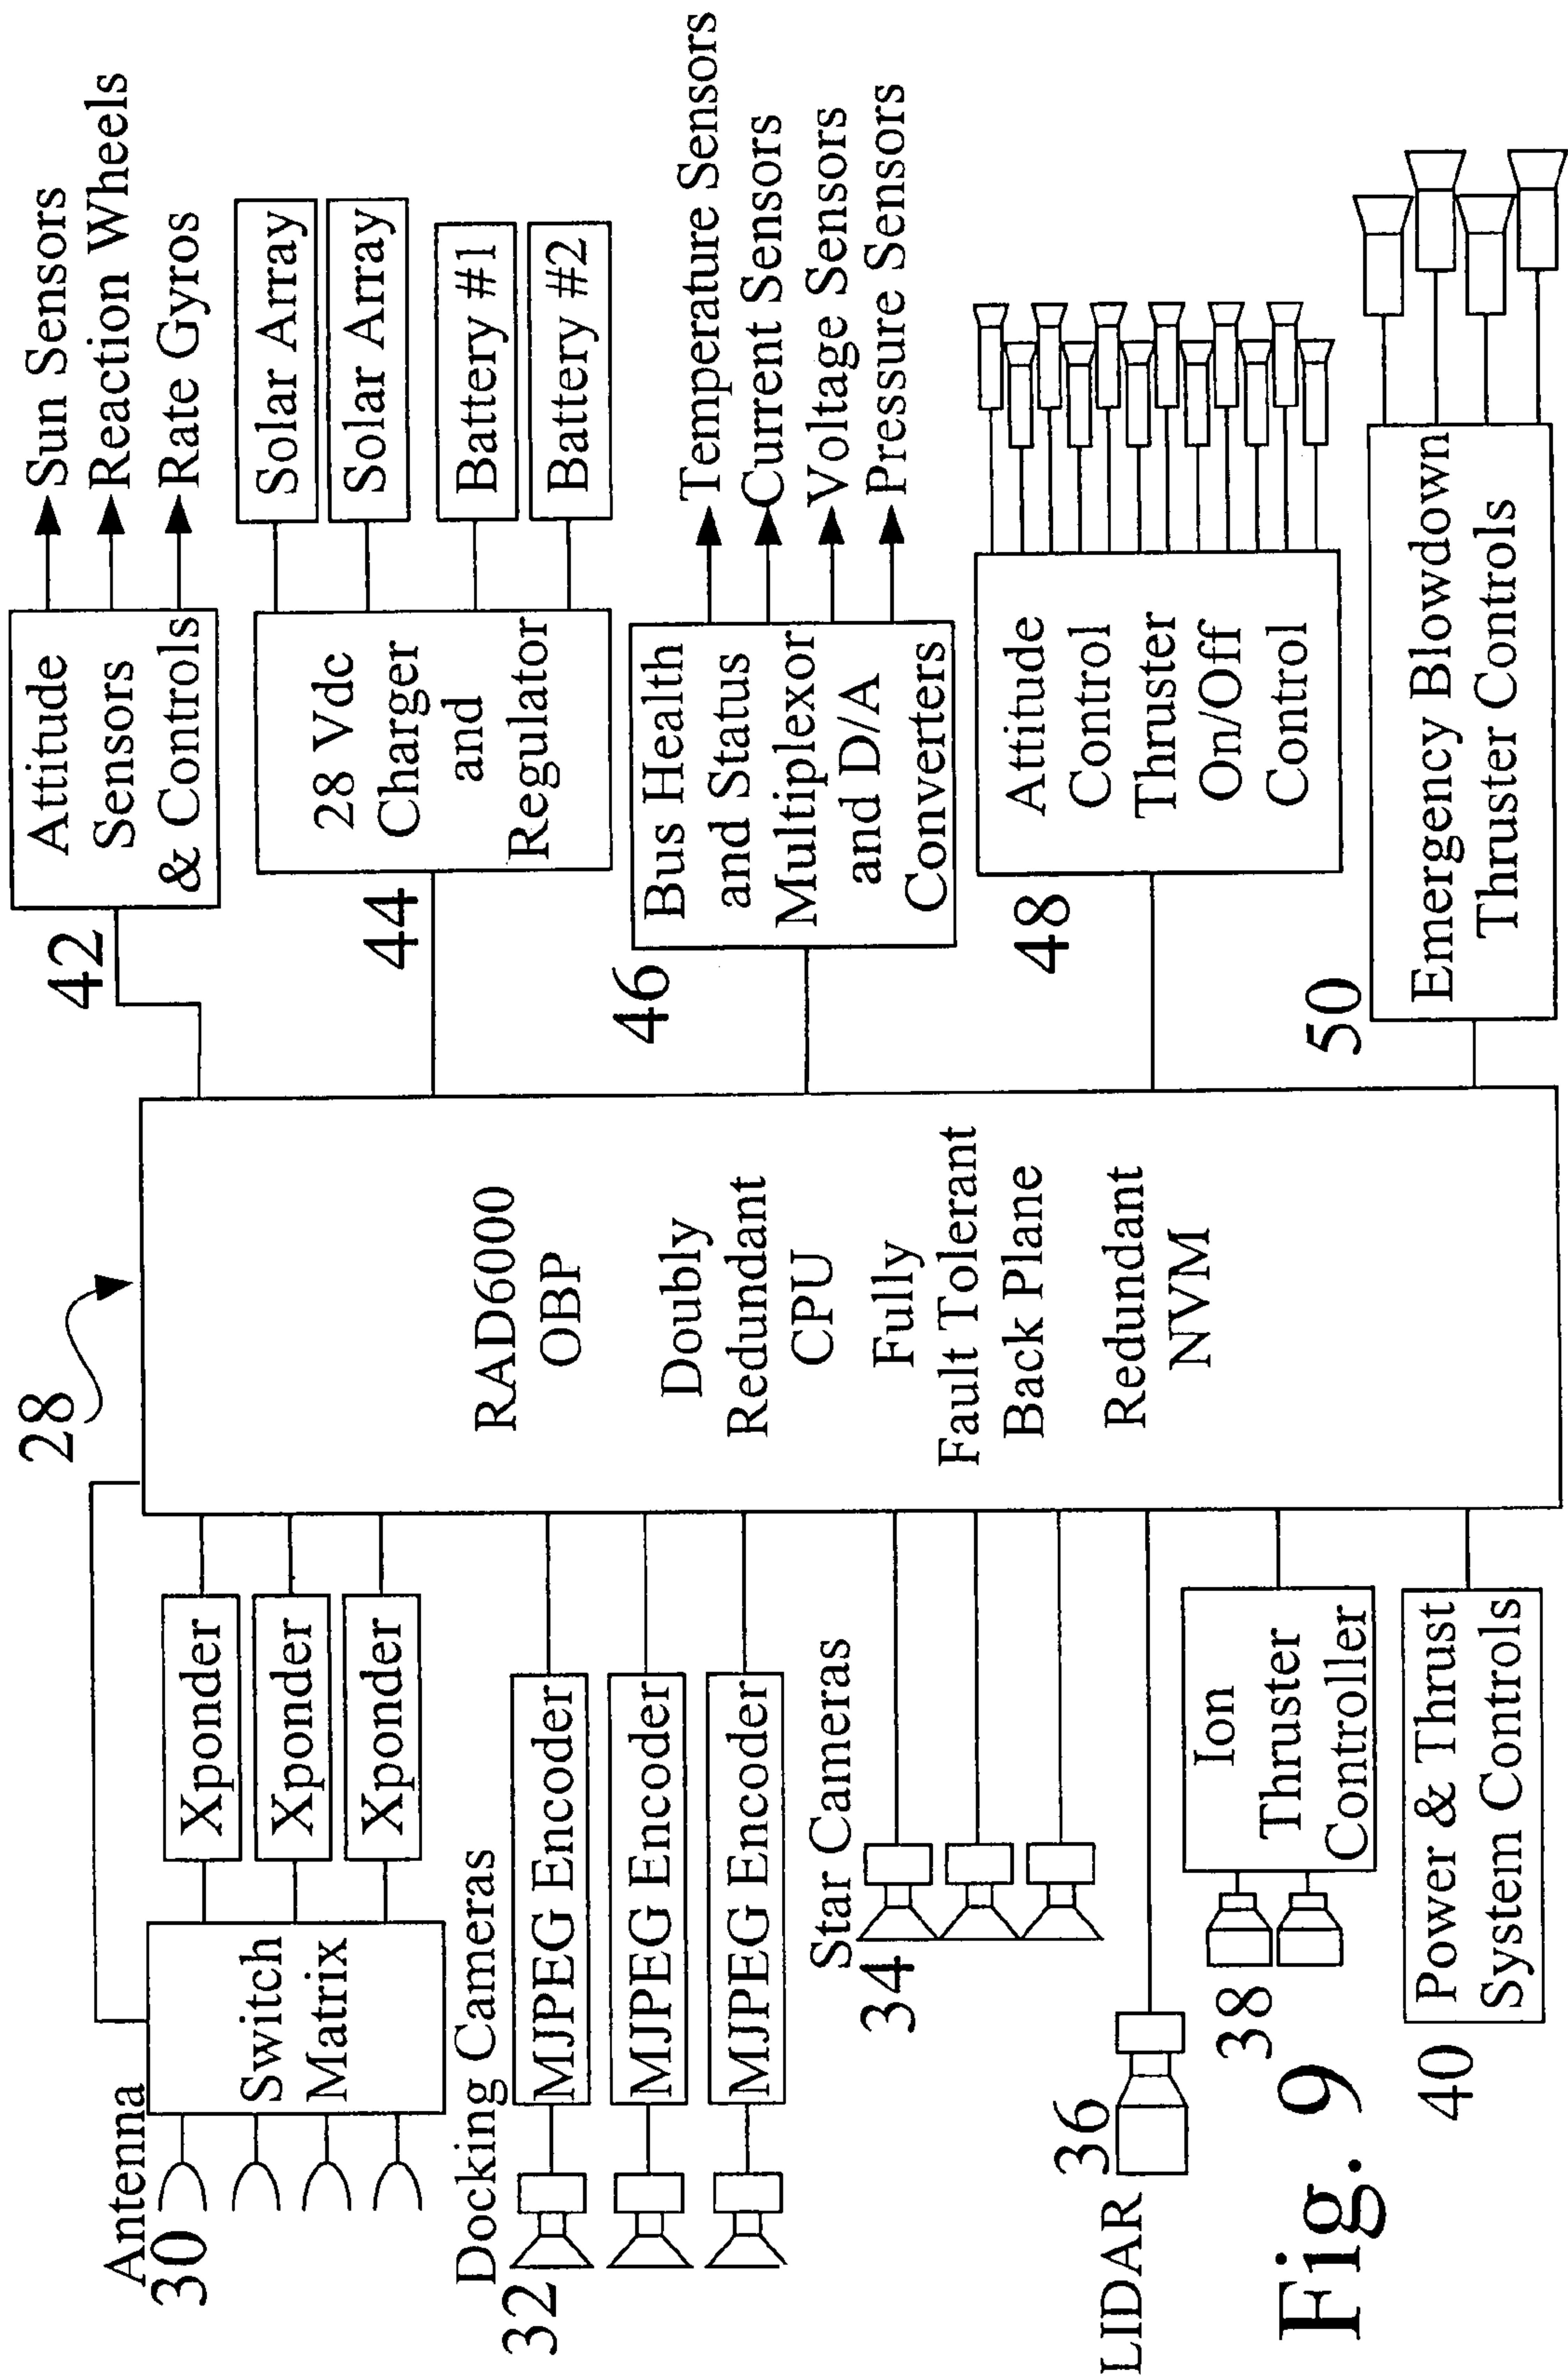 28
Antenna
30
Switch
Matrix
Xponder
Xponder
Xponder
Docking Cameras
32
MJPEG Encoder
MJPEG Encoder
MJPEG Encoder
Star Cameras
34
LIDAR
36
38
Ion
Thruster
Controller
40
Power & Thrust
System Controls
RAD6000
OBP
Doubly
Redundant
CPU
Fully
Fault Tolerant
Back Plane
Redundant
NVM
42
Attitude
Sensors
& Controls
Sun Sensors
Reaction Wheels
Rate Gyros
44
28 Vdc
Charger
and
Regulator
Solar Array
Solar Array
Battery #1
Battery #2
46
Bus Health
and Status
Multiplexor
and D/A
Converters
Temperature Sensors
Current Sensors
Voltage Sensors
Pressure Sensors
48
Attitude
Control
Thruster
On/Off
Control
50
Emergency Blowdown
Thruster Controls
Fig. 9